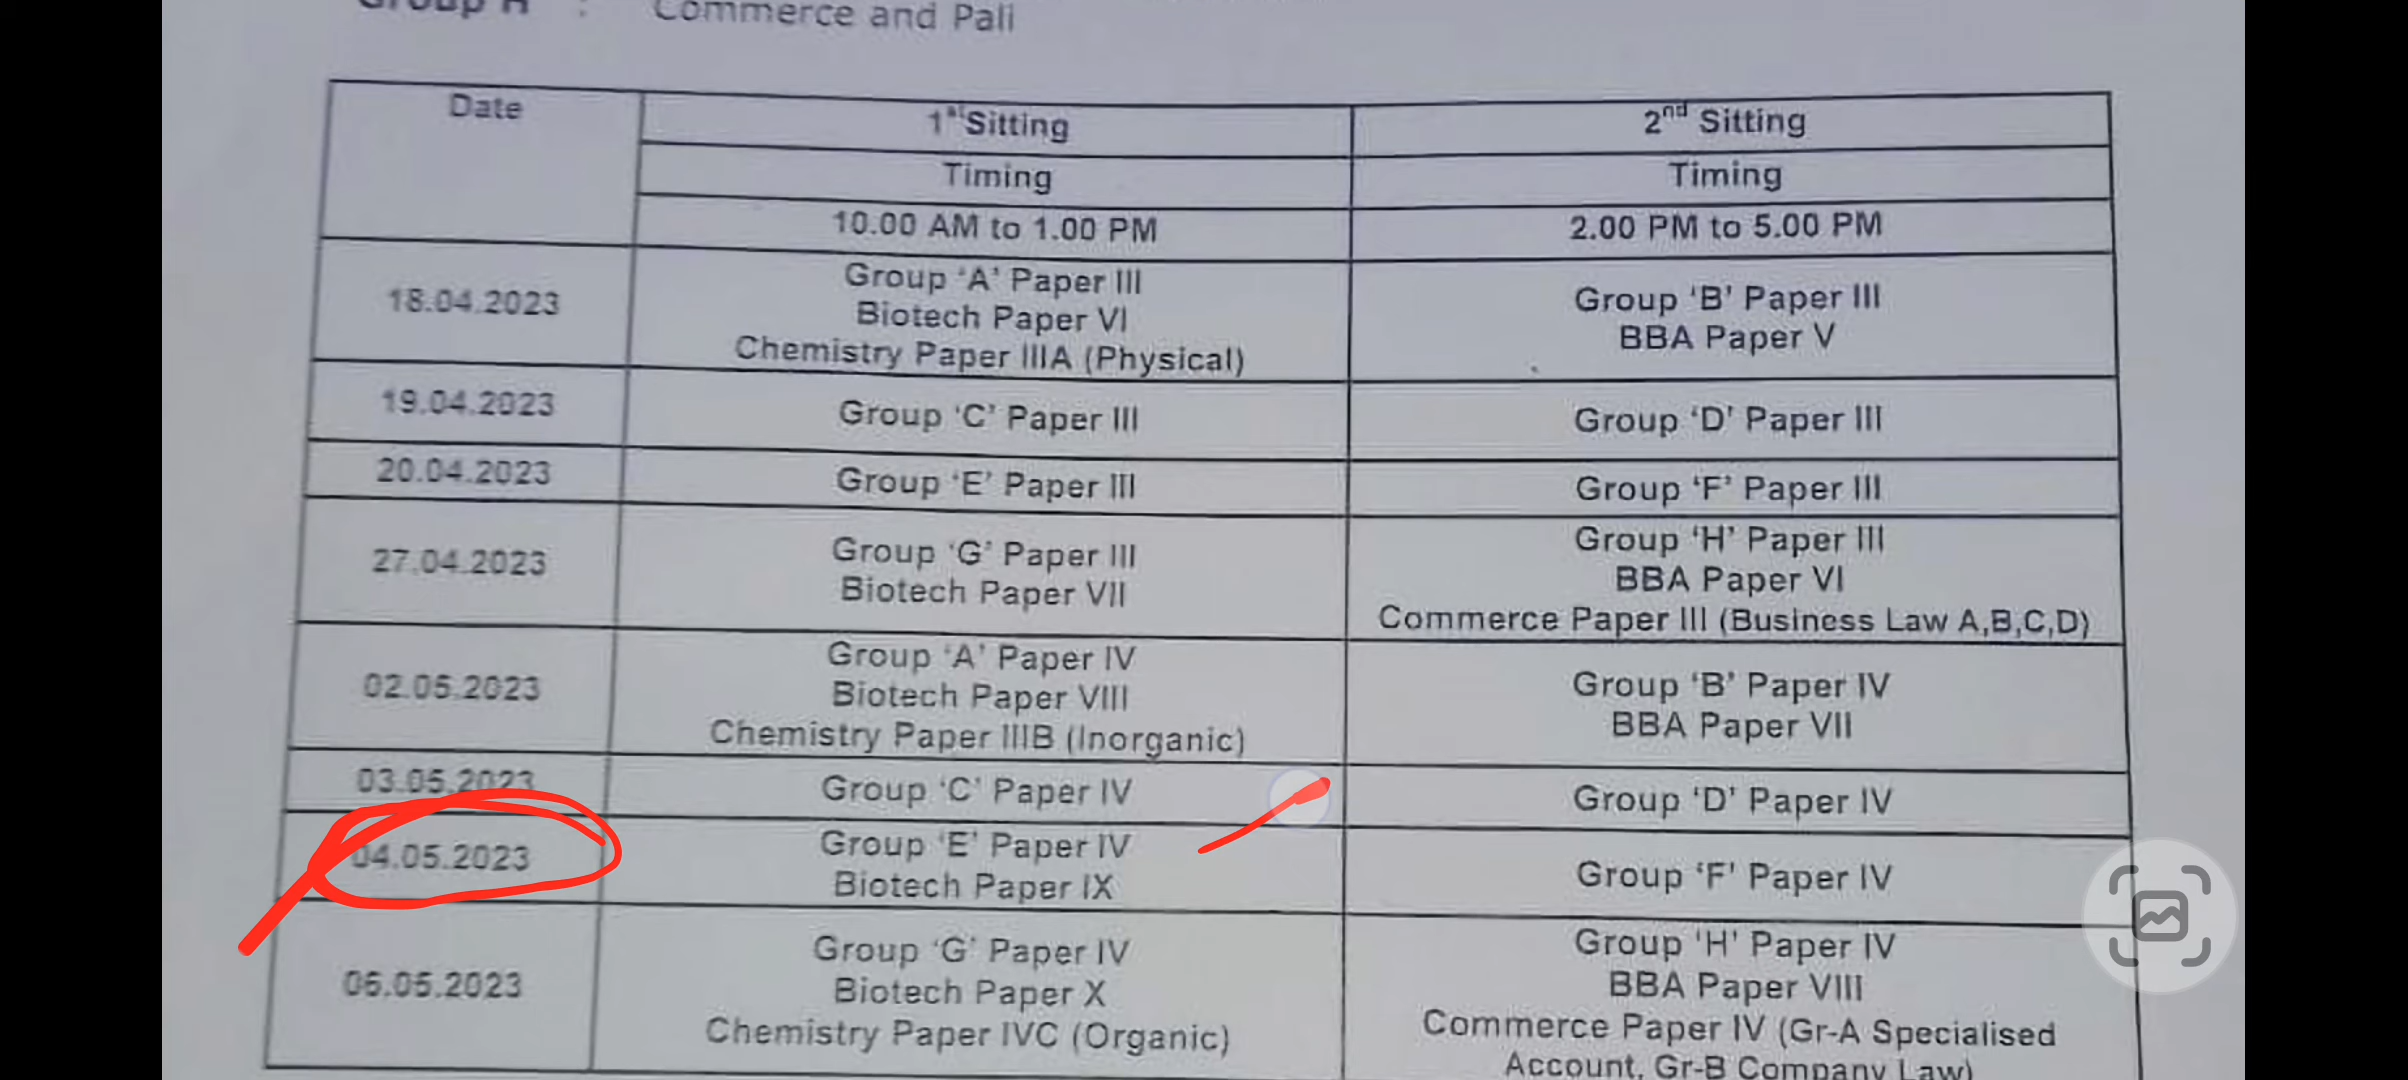 Group H : Commerce and Pali
Date
1st Sitting
2nd Sitting
Timing
Timing
10.00 AM to 1.00 PM
2.00 PM to 5.00 PM
18.04.2023
Group ‘A’ Paper III
Biotech Paper VI
Chemistry Paper IIIA (Physical)
Group ‘B’ Paper III
BBA Paper V
19.04.2023
Group ‘C’ Paper III
Group ‘D’ Paper III
20.04.2023
Group ‘E’ Paper III
Group ‘F’ Paper III
27.04.2023
Group ‘G’ Paper III
Biotech Paper VII
Group ‘H’ Paper III
BBA Paper VI
Commerce Paper III (Business Law A,B,C,D)
02.05.2023
Group ‘A’ Paper IV
Biotech Paper VIII
Chemistry Paper IIIB (Inorganic)
Group ‘B’ Paper IV
BBA Paper VII
03.05.2023
Group ‘C’ Paper IV
Group ‘D’ Paper IV
04.05.2023
Group ‘E’ Paper IV
Biotech Paper IX
Group ‘F’ Paper IV
06.05.2023
Group ‘G’ Paper IV
Biotech Paper X
Chemistry Paper IVC (Organic)
Group ‘H’ Paper IV
BBA Paper VIII
Commerce Paper IV (Gr-A Specialised
Account, Gr-B Company Law)